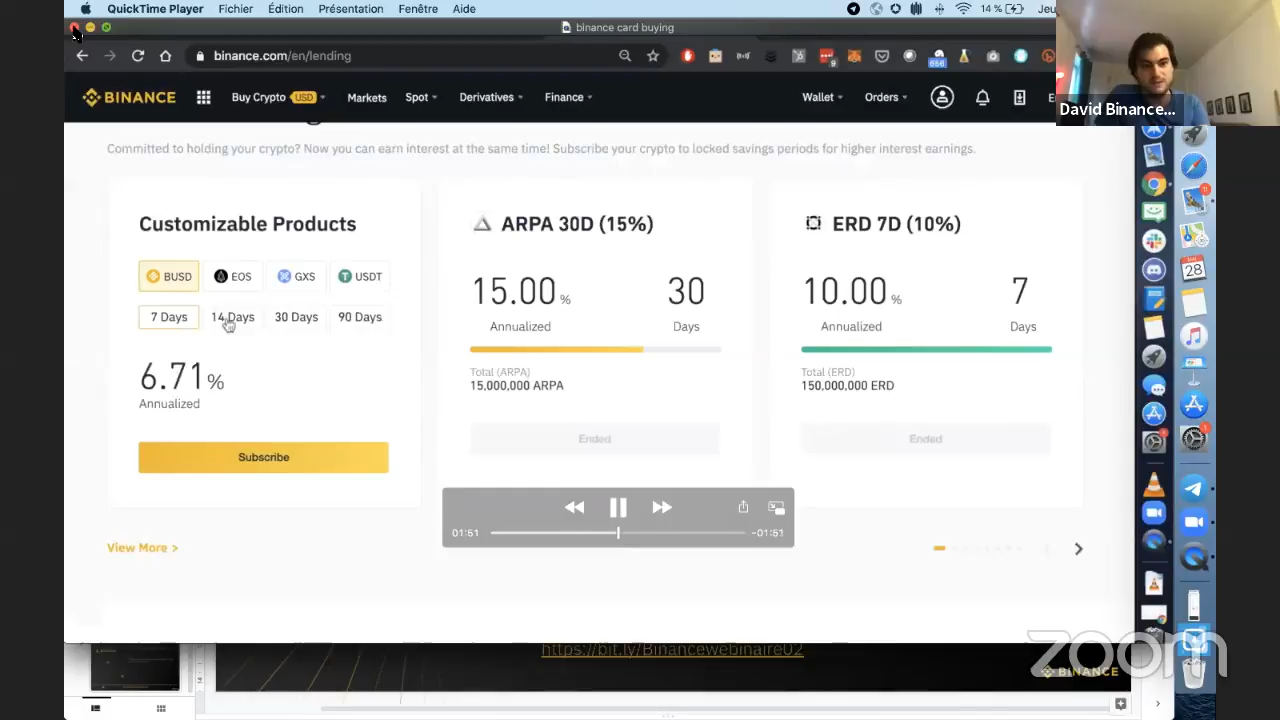 QuickTime Player Fichier Édition Présentation Fenêtre Aide 14 % Jeu
binance card buying
binance.com/en/lending
9
656
BINANCE Buy Crypto USD Markets Spot Derivatives Finance Wallet Orders
David Binance...
Committed to holding your crypto? Now you can earn interest at the same time! Subscribe your crypto to locked savings periods for higher interest earnings.
Customizable Products
BUSD EOS GXS USDT
7 Days 14 Days 30 Days 90 Days
6.71 %
Annualized
Subscribe
ARPA 30D (15%)
15.00 % 30
Annualized Days
Total (ARPA)
15,000,000 ARPA
Ended
ERD 7D (10%)
10.00 % 7
Annualized Days
Total (ERD)
150,000,000 ERD
Ended
01:51 -01:51
View More >
28
https://bit.ly/Binancewebinaire02
BINANCE
zoom